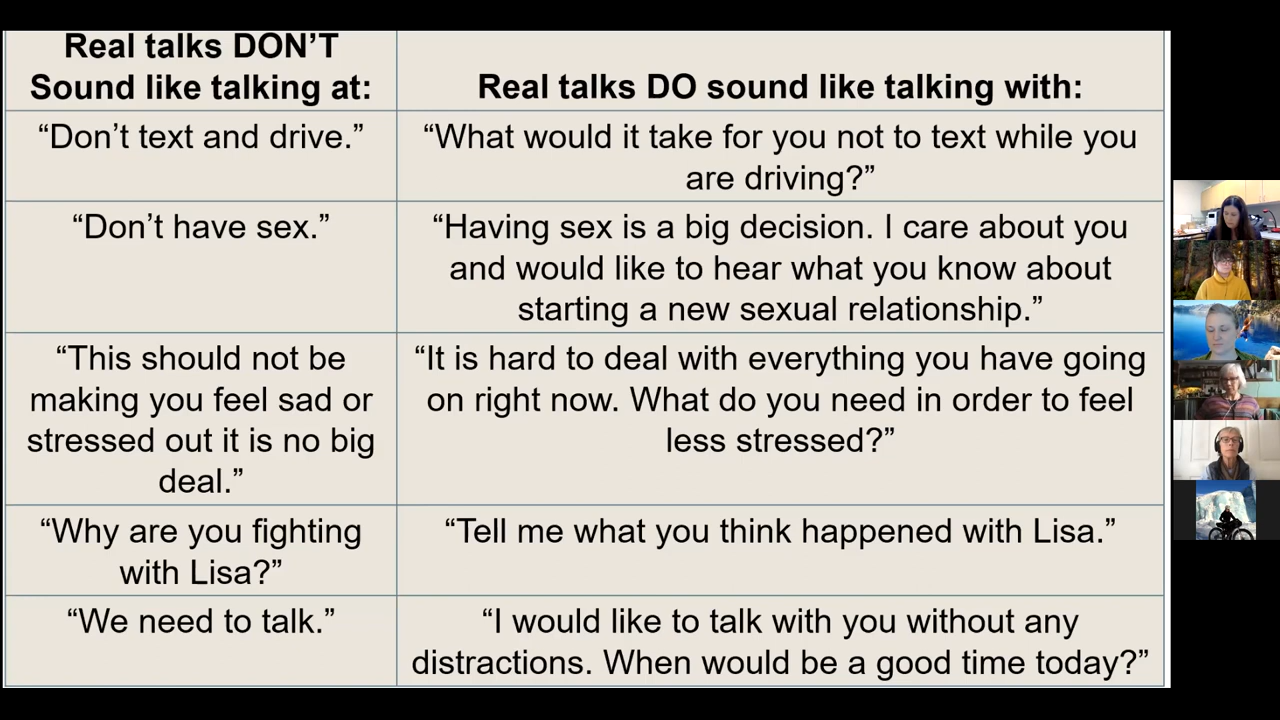 Real talks DON’T
Sound like talking at:
Real talks DO sound like talking with:
“Don’t text and drive.”
“What would it take for you not to text while you
are driving?”
“Don’t have sex.”
“Having sex is a big decision. I care about you
and would like to hear what you know about
starting a new sexual relationship.”
“This should not be
making you feel sad or
stressed out it is no big
deal.”
“It is hard to deal with everything you have going
on right now. What do you need in order to feel
less stressed?”
“Why are you fighting
with Lisa?”
“Tell me what you think happened with Lisa.”
“We need to talk.”
“I would like to talk with you without any
distractions. When would be a good time today?”